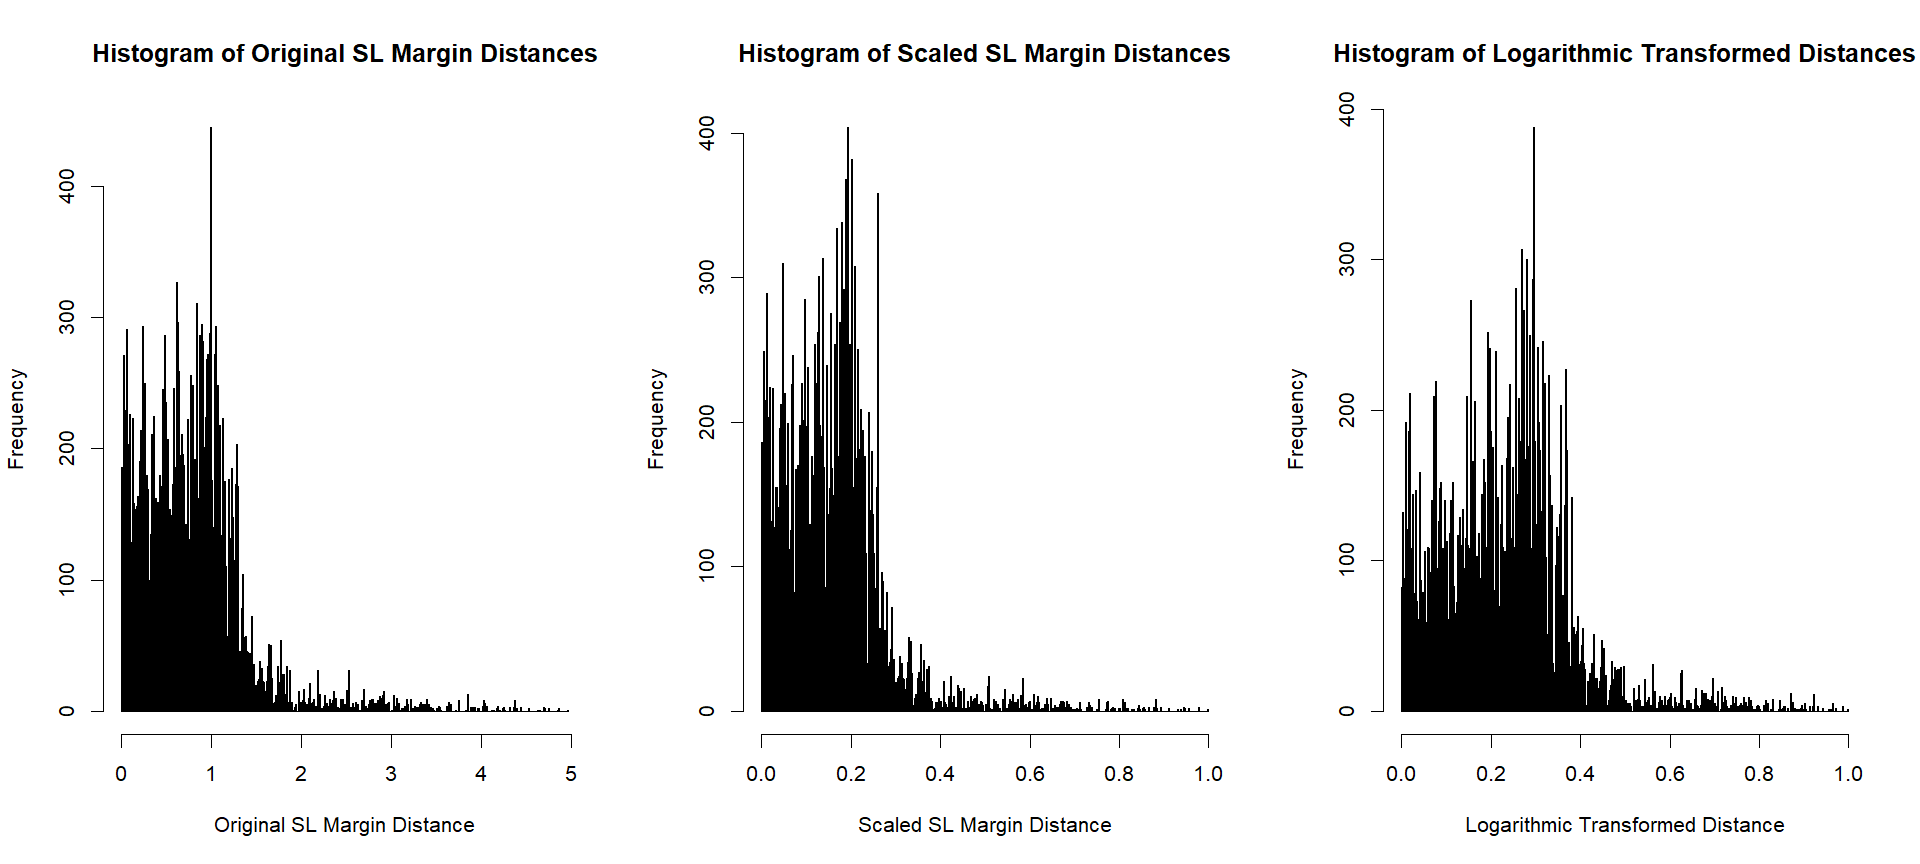 Histogram of Original SL Margin Distances
Frequency
400
300
200
100
0
0 1 2 3 4 5
Original SL Margin Distance
Histogram of Scaled SL Margin Distances
Frequency
400
300
200
100
0
0.0 0.2 0.4 0.6 0.8 1.0
Scaled SL Margin Distance
Histogram of Logarithmic Transformed Distances
Frequency
400
300
200
100
0
0.0 0.2 0.4 0.6 0.8 1.0
Logarithmic Transformed Distance